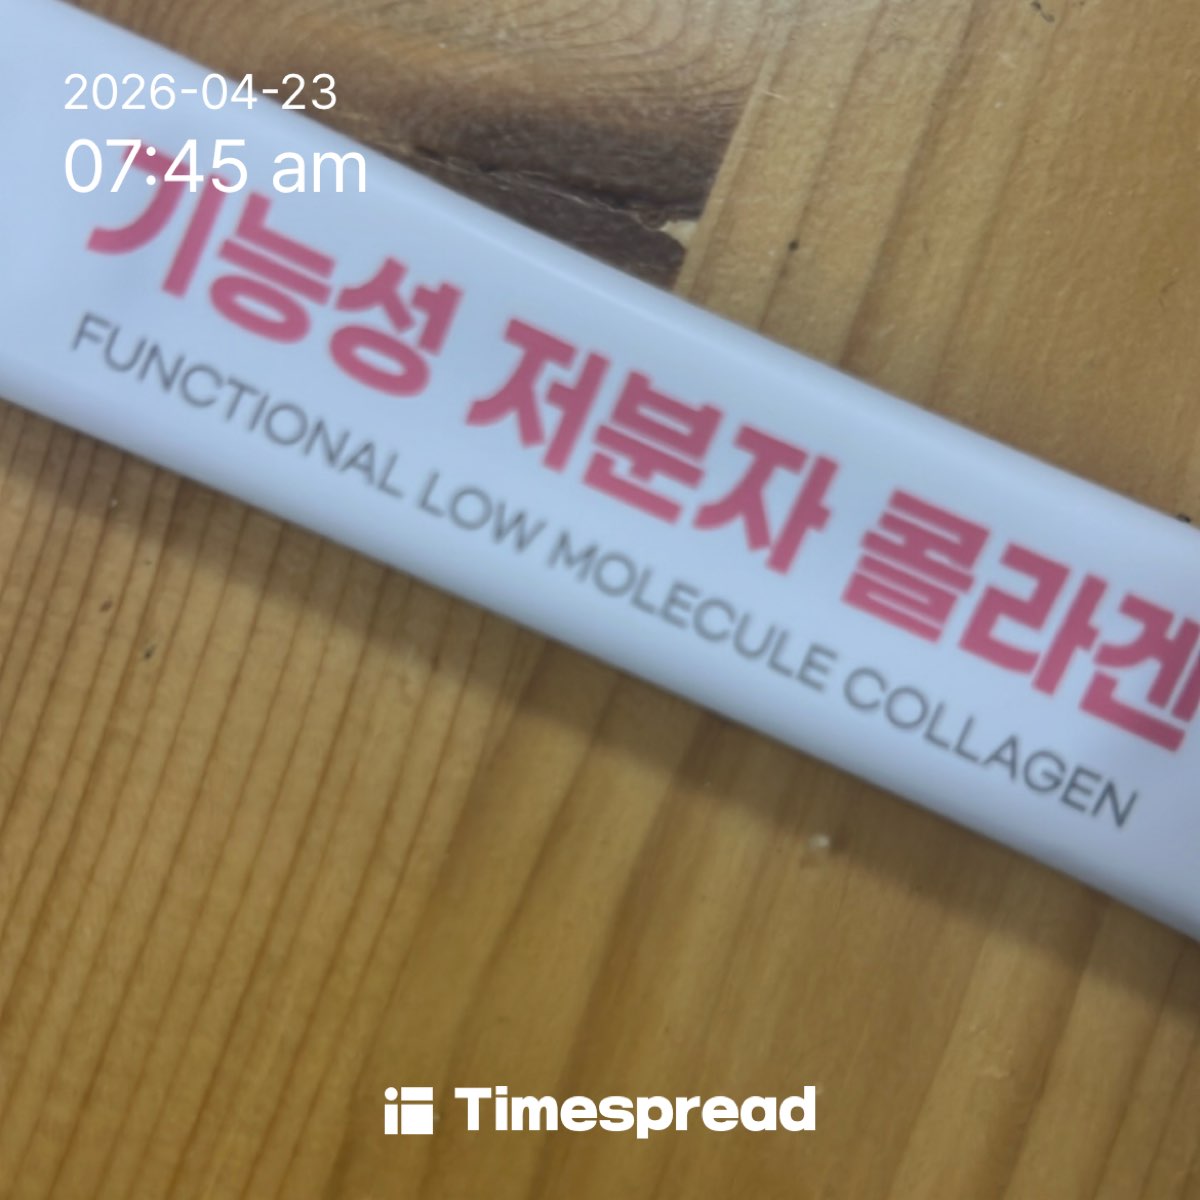 2026-04-23
07:45 am
기능성 저분자 콜라겐
FUNCTIONAL LOW MOLECULE COLLAGEN
Timespread